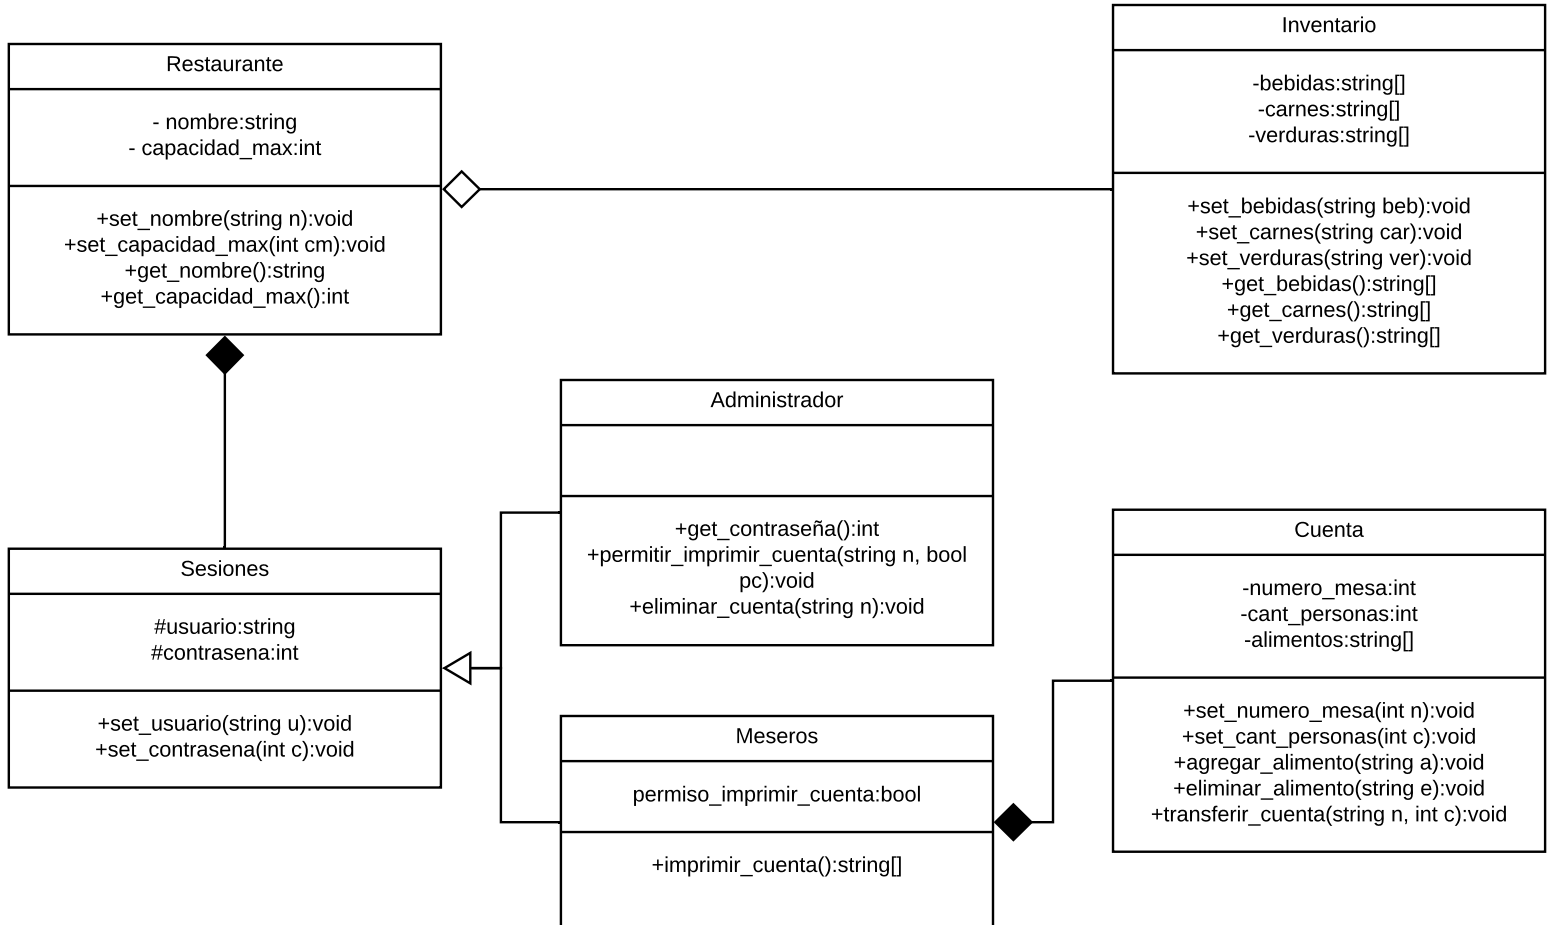 Restaurante
- nombre:string
- capacidad_max:int
+set_nombre(string n):void
+set_capacidad_max(int cm):void
+get_nombre():string
+get_capacidad_max():int
Inventario
-bebidas:string[]
-carnes:string[]
-verduras:string[]
+set_bebidas(string beb):void
+set_carnes(string car):void
+set_verduras(string ver):void
+get_bebidas():string[]
+get_carnes():string[]
+get_verduras():string[]
Administrador
+get_contraseña():int
+permitir_imprimir_cuenta(string n, bool
pc):void
+eliminar_cuenta(string n):void
Sesiones
#usuario:string
#contrasena:int
+set_usuario(string u):void
+set_contrasena(int c):void
Meseros
permiso_imprimir_cuenta:bool
+imprimir_cuenta():string[]
Cuenta
-numero_mesa:int
-cant_personas:int
-alimentos:string[]
+set_numero_mesa(int n):void
+set_cant_personas(int c):void
+agregar_alimento(string a):void
+eliminar_alimento(string e):void
+transferir_cuenta(string n, int c):void